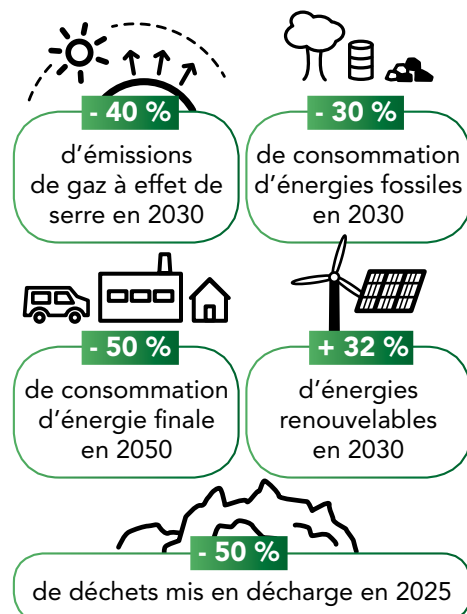 - 40 %
d'émissions
de gaz à effet de
serre en 2030
- 30 %
de consommation
d'énergies fossiles
en 2030
- 50 %
de consommation
d'énergie finale
en 2050
+ 32 %
d'énergies
renouvelables
en 2030
- 50 %
de déchets mis en décharge en 2025